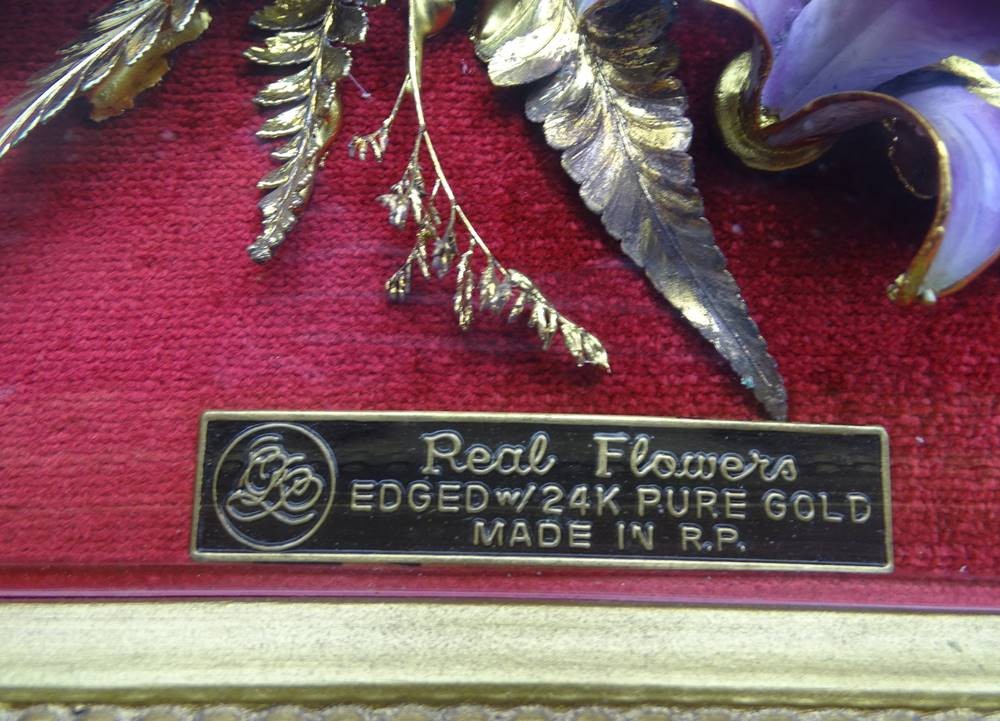 Real Flowers
EDGED w/ 24K PURE GOLD
MADE IN R.P.